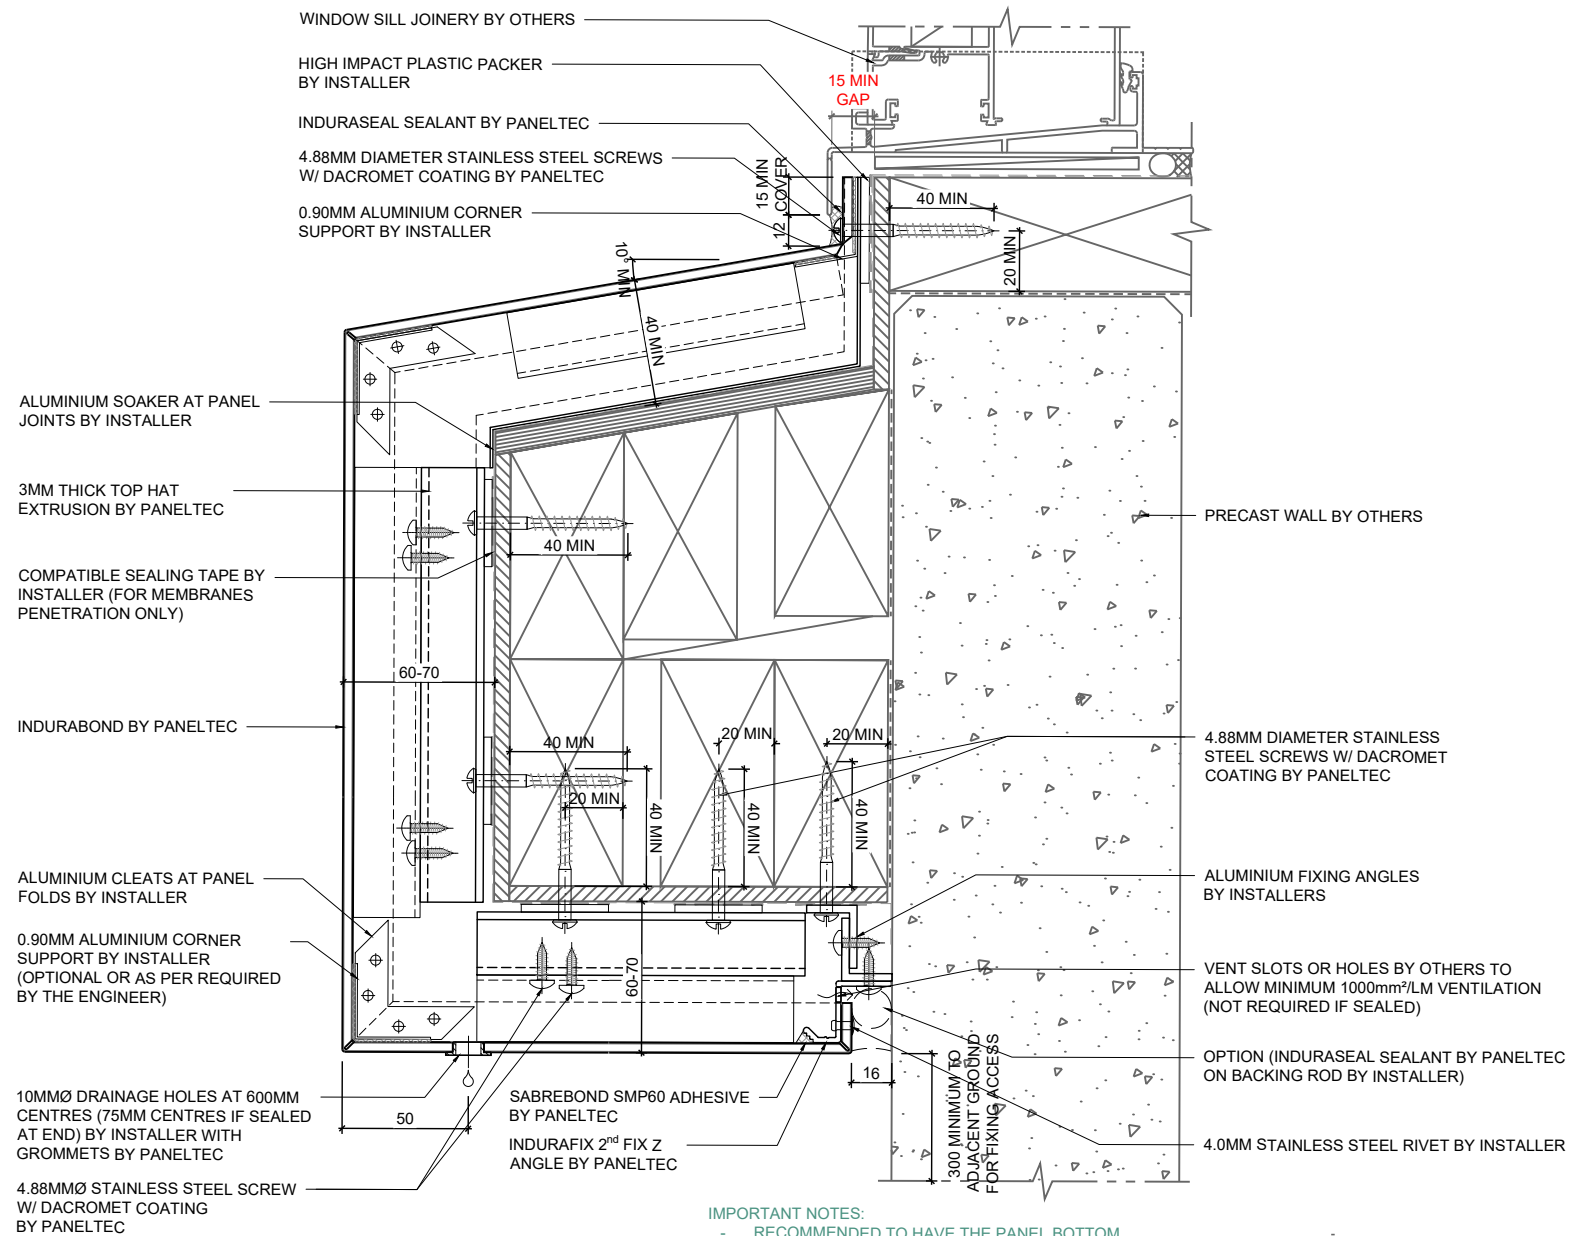 WINDOW SILL JOINERY BY OTHERS
HIGH IMPACT PLASTIC PACKER
BY INSTALLER
15 MIN
GAP
INDURASEAL SEALANT BY PANELTEC
4.88MM DIAMETER STAINLESS STEEL SCREWS
W/ DACROMET COATING BY PANELTEC
0.90MM ALUMINIUM CORNER
SUPPORT BY INSTALLER
15 MIN
COVER
12
40 MIN
20 MIN
10° MIN
40 MIN
ALUMINIUM SOAKER AT PANEL
JOINTS BY INSTALLER
3MM THICK TOP HAT
EXTRUSION BY PANELTEC
COMPATIBLE SEALING TAPE BY
INSTALLER (FOR MEMBRANES
PENETRATION ONLY)
40 MIN
60-70
INDURABOND BY PANELTEC
PRECAST WALL BY OTHERS
40 MIN
20 MIN
20 MIN
20 MIN
40 MIN
40 MIN
40 MIN
4.88MM DIAMETER STAINLESS
STEEL SCREWS W/ DACROMET
COATING BY PANELTEC
ALUMINIUM CLEATS AT PANEL
FOLDS BY INSTALLER
0.90MM ALUMINIUM CORNER
SUPPORT BY INSTALLER
(OPTIONAL OR AS PER REQUIRED
BY THE ENGINEER)
60-70
ALUMINIUM FIXING ANGLES
BY INSTALLERS
VENT SLOTS OR HOLES BY OTHERS TO
ALLOW MINIMUM 1000mm²/LM VENTILATION
(NOT REQUIRED IF SEALED)
OPTION (INDURASEAL SEALANT BY PANELTEC
ON BACKING ROD BY INSTALLER)
4.0MM STAINLESS STEEL RIVET BY INSTALLER
10MMØ DRAINAGE HOLES AT 600MM
CENTRES (75MM CENTRES IF SEALED
AT END) BY INSTALLER WITH
GROMMETS BY PANELTEC
50
4.88MMØ STAINLESS STEEL SCREW
W/ DACROMET COATING
BY PANELTEC
SABREBOND SMP60 ADHESIVE
BY PANELTEC
INDURAFIX 2nd FIX Z
ANGLE BY PANELTEC
16
300 MINIMUM TO
ADJACENT GROUND
FOR FIXING ACCESS
IMPORTANT NOTES:
- RECOMMENDED TO HAVE THE PANEL BOTTOM